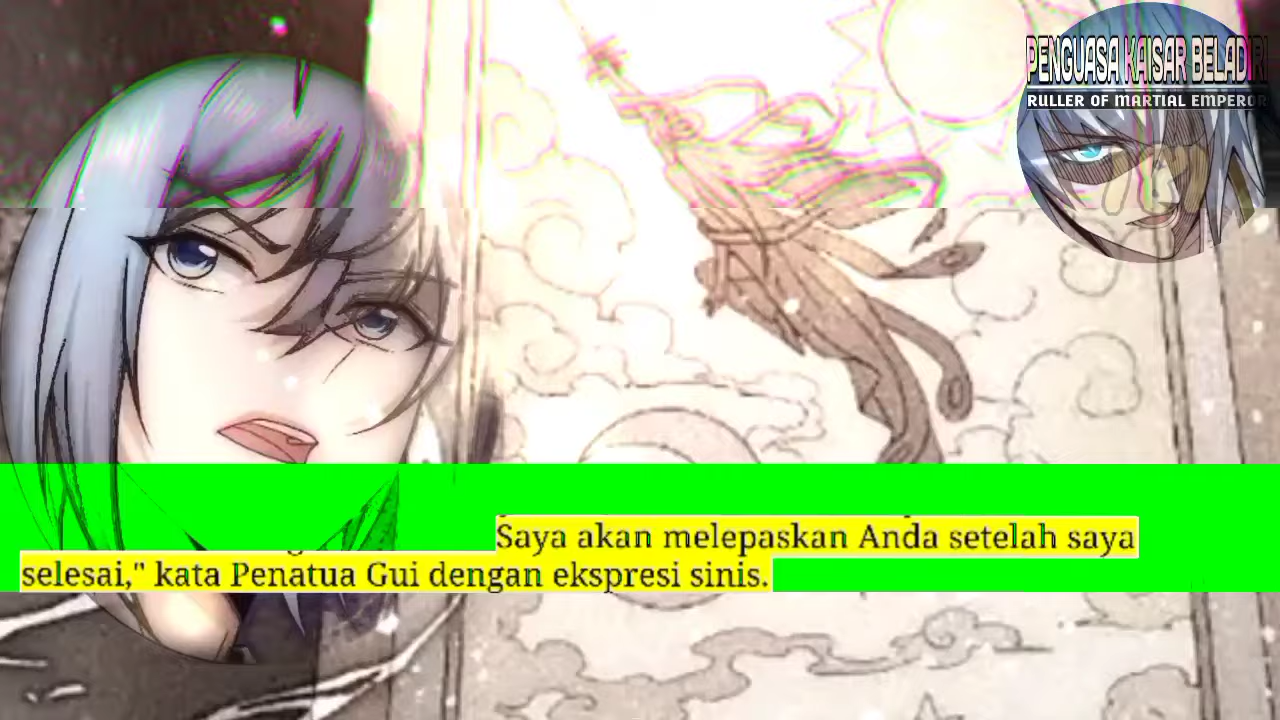 PENGUASA KAISAR BELADIRI
RULLER OF MARTIAL EMPEROR
Saya akan melepaskan Anda setelah saya
selesai," kata Penatua Gui dengan ekspresi sinis.